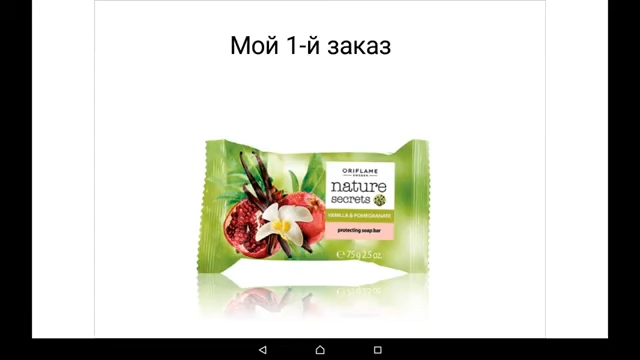 Мой 1-й заказ
ORIFLAME
SWEDEN
nature
secrets
VANILLA & POMEGRANATE
protecting soap bar
℮ 75 g 2.5 oz.